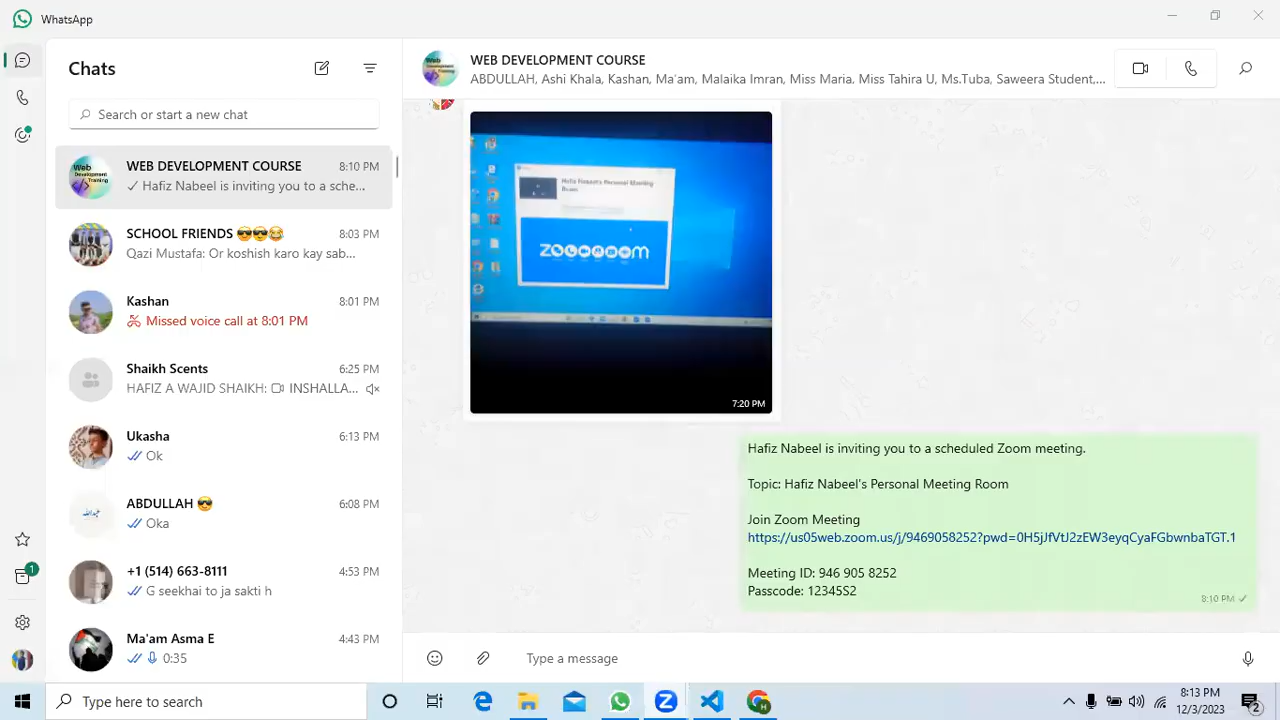 WhatsApp
Chats
Search or start a new chat
WEB DEVELOPMENT COURSE 8:10 PM
Hafiz Nabeel is inviting you to a sche...
SCHOOL FRIENDS 😎😎😂 8:03 PM
Qazi Mustafa: Or koshish karo kay sab...
Kashan 8:01 PM
Missed voice call at 8:01 PM
Shaikh Scents 6:25 PM
HAFIZ A WAJID SHAIKH: INSHALLA...
Ukasha 6:13 PM
Ok
ABDULLAH 😎 6:08 PM
Oka
+1 (514) 663-8111 4:53 PM
G seekhai to ja sakti h
Ma'am Asma E 4:43 PM
0:35
1
WEB DEVELOPMENT COURSE
ABDULLAH, Ashi Khala, Kashan, Ma'am, Malaika Imran, Miss Maria, Miss Tahira U, Ms.Tuba, Saweera Student,...
zoom
7:20 PM
Hafiz Nabeel is inviting you to a scheduled Zoom meeting.
Topic: Hafiz Nabeel's Personal Meeting Room
Join Zoom Meeting
https://us05web.zoom.us/j/9469058252?pwd=0H5jJfVtJ2zEW3eyqCyaFGbwnbaTGT.1
Meeting ID: 946 905 8252
Passcode: 12345S2
8:10 PM
Type a message
Type here to search
8:13 PM
12/3/2023
2